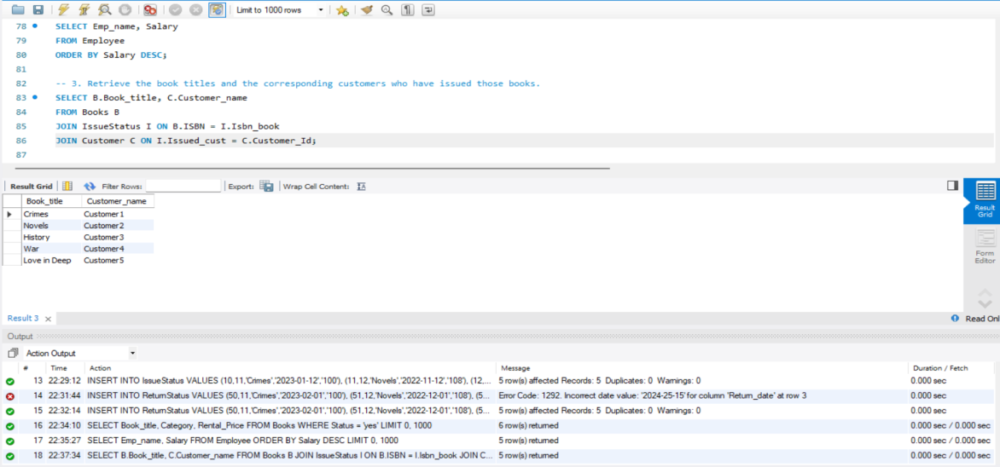 Limit to 1000 rows
78 SELECT Emp_name, Salary
79 FROM Employee
80 ORDER BY Salary DESC;
81
82 -- 3. Retrieve the book titles and the corresponding customers who have issued those books.
83 SELECT B.Book_title, C.Customer_name
84 FROM Books B
85 JOIN IssueStatus I ON B.ISBN = I.Isbn_book
86 JOIN Customer C ON I.Issued_cust = C.Customer_Id;
87
Result Grid Filter Rows: Export: Wrap Cell Content:
Book_title Customer_name
Crimes Customer1
Novels Customer2
History Customer3
War Customer4
Love in Deep Customer5
Result Grid
Form Editor
Result 3 Read Onl
Output
Action Output
# Time Action Message Duration / Fetch
13 22:29:12 INSERT INTO IssueStatus VALUES (10,11,'Crimes','2023-01-12','100'), (11,12,'Novels','2022-11-12','108'), (12,... 5 row(s) affected Records: 5 Duplicates: 0 Warnings: 0 0.000 sec
14 22:31:44 INSERT INTO ReturnStatus VALUES (50,11,'Crimes','2023-02-01','100'), (51,12,'Novels','2022-12-01','108'), (5... Error Code: 1292. Incorrect date value: '2024-25-15' for column 'Return_date' at row 3 0.000 sec
15 22:32:14 INSERT INTO ReturnStatus VALUES (50,11,'Crimes','2023-02-01','100'), (51,12,'Novels','2022-12-01','108'), (5... 5 row(s) affected Records: 5 Duplicates: 0 Warnings: 0 0.000 sec
16 22:34:10 SELECT Book_title, Category, Rental_Price FROM Books WHERE Status = 'yes' LIMIT 0, 1000 6 row(s) returned 0.000 sec / 0.000 sec
17 22:35:27 SELECT Emp_name, Salary FROM Employee ORDER BY Salary DESC LIMIT 0, 1000 5 row(s) returned 0.000 sec / 0.000 sec
18 22:37:34 SELECT B.Book_title, C.Customer_name FROM Books B JOIN IssueStatus I ON B.ISBN = I.Isbn_book JOIN C... 5 row(s) returned 0.000 sec / 0.000 sec